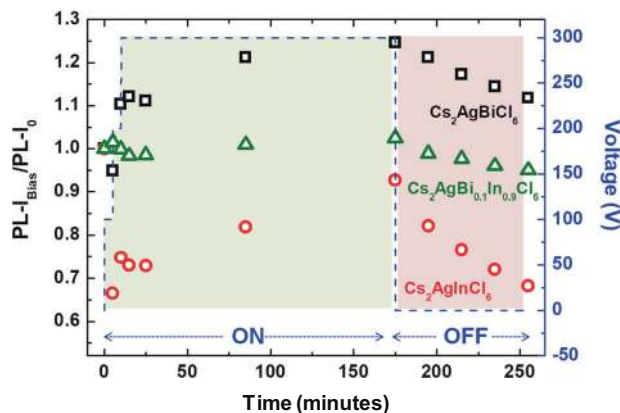 1.3
1.2
1.1
1.0
0.9
0.8
0.7
0.6
PL-I_Bias/PL-I_0
300
250
200
150
100
50
0
-50
Voltage (V)
Cs₂AgBiCl₆
Cs₂AgBi₀.₁In₀.₉Cl₆
Cs₂AgInCl₆
ON
OFF
0 50 100 150 200 250
Time (minutes)